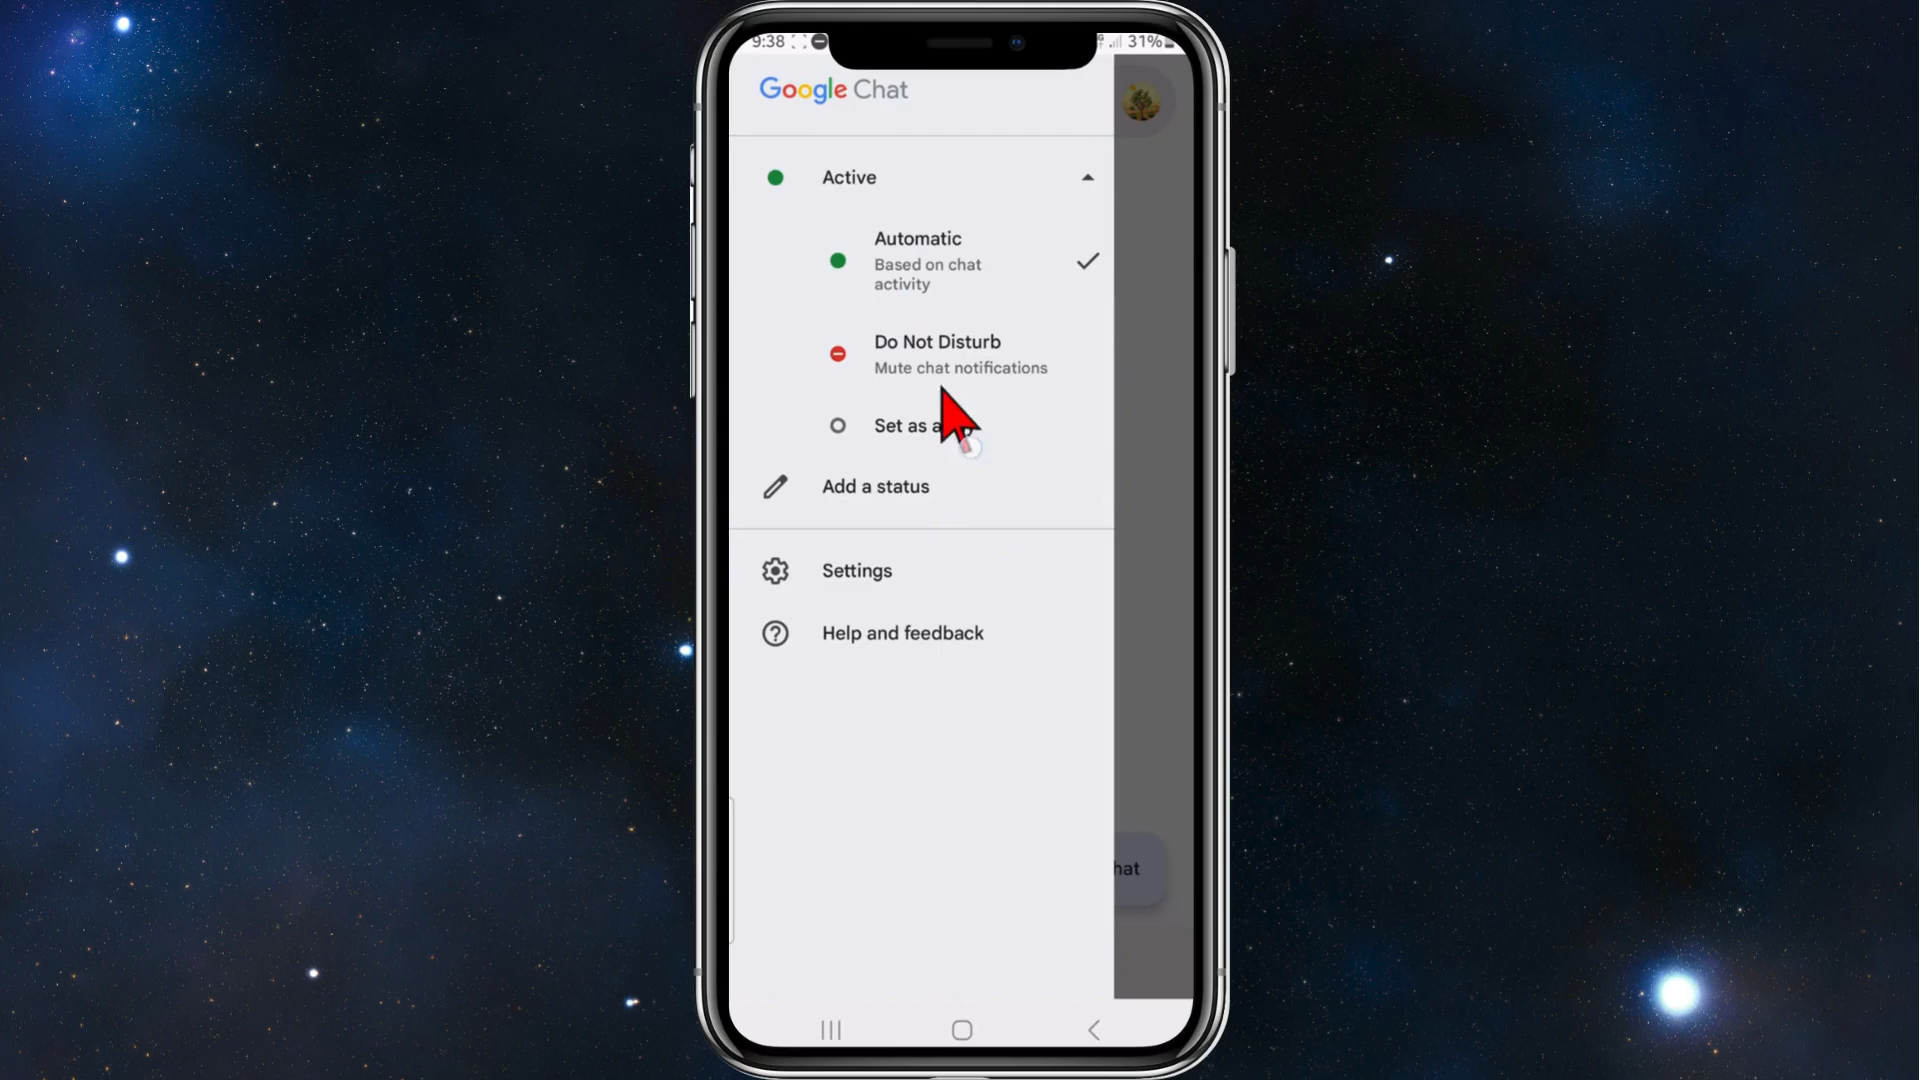 9:38
31%
Google Chat
Active
Automatic
Based on chat
activity
Do Not Disturb
Mute chat notifications
Set as
Add a status
Settings
Help and feedback
hat